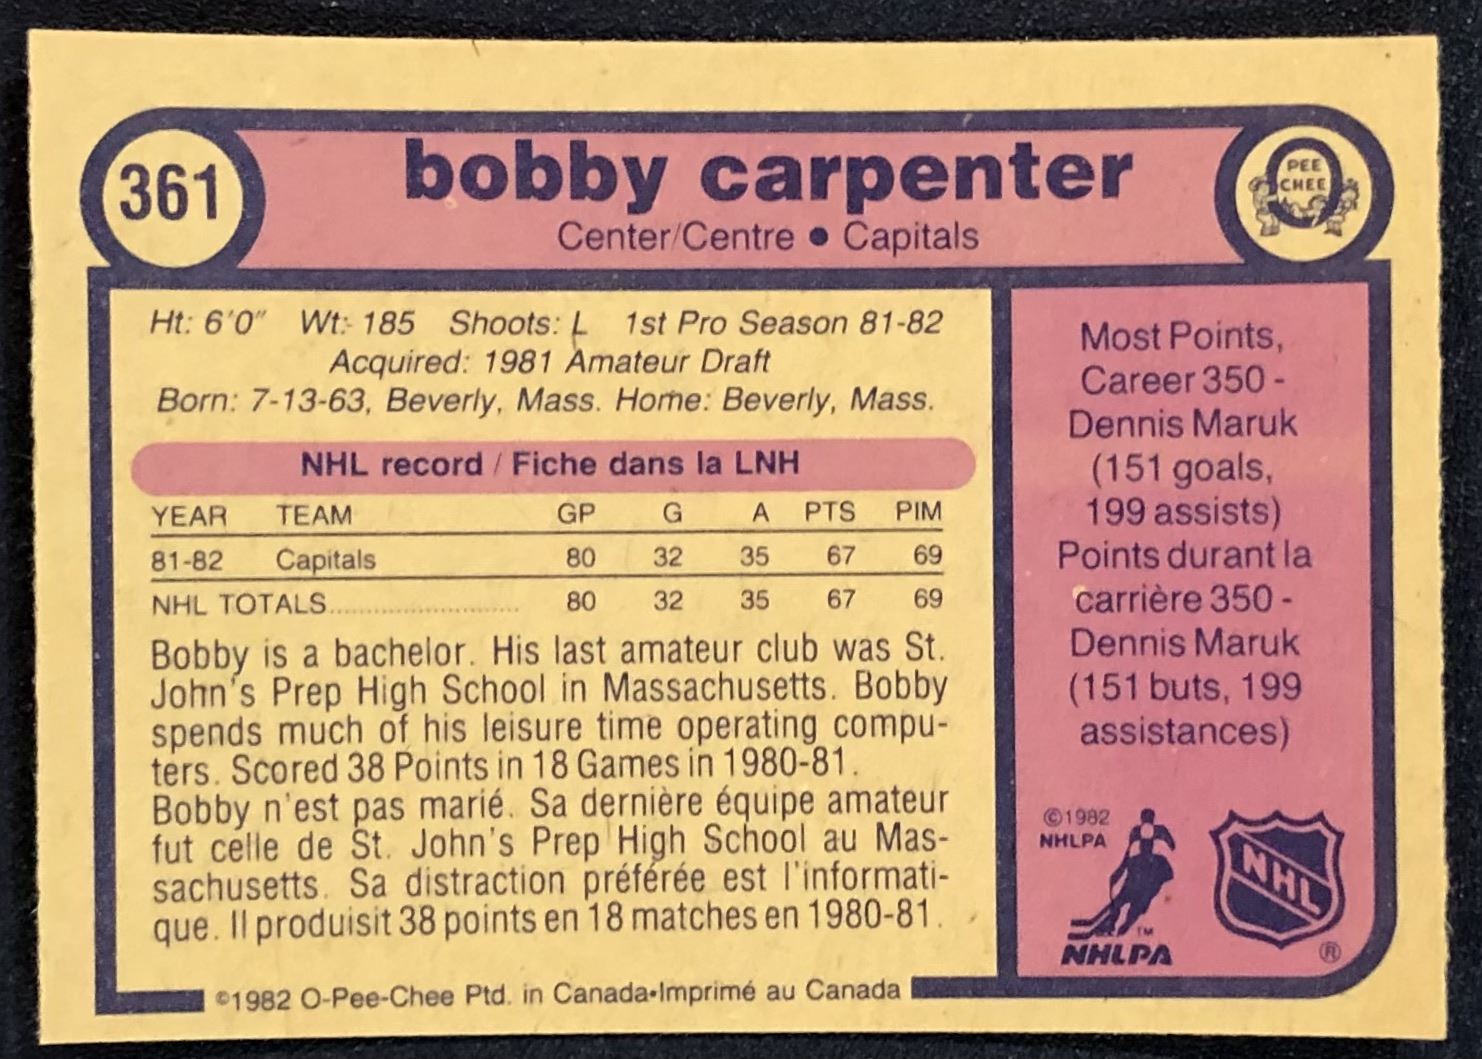 361
bobby carpenter
Center/Centre • Capitals
PEE
CHEE
Ht: 6'0" Wt: 185 Shoots: L 1st Pro Season 81-82
Acquired: 1981 Amateur Draft
Born: 7-13-63, Beverly, Mass. Home: Beverly, Mass.
NHL record / Fiche dans la LNH
YEAR TEAM GP G A PTS PIM
81-82 Capitals 80 32 35 67 69
NHL TOTALS.......................... 80 32 35 67 69
Bobby is a bachelor. His last amateur club was St.
John's Prep High School in Massachusetts. Bobby
spends much of his leisure time operating compu-
ters. Scored 38 Points in 18 Games in 1980-81.
Bobby n'est pas marié. Sa dernière équipe amateur
fut celle de St. John's Prep High School au Mas-
sachusetts. Sa distraction préférée est l'informati-
que. Il produisit 38 points en 18 matches en 1980-81.
Most Points,
Career 350 -
Dennis Maruk
(151 goals,
199 assists)
Points durant la
carrière 350 -
Dennis Maruk
(151 buts, 199
assistances)
©1982
NHLPA
TM
NHLPA
NHL
®
©1982 O-Pee-Chee Ptd. in Canada•Imprimé au Canada